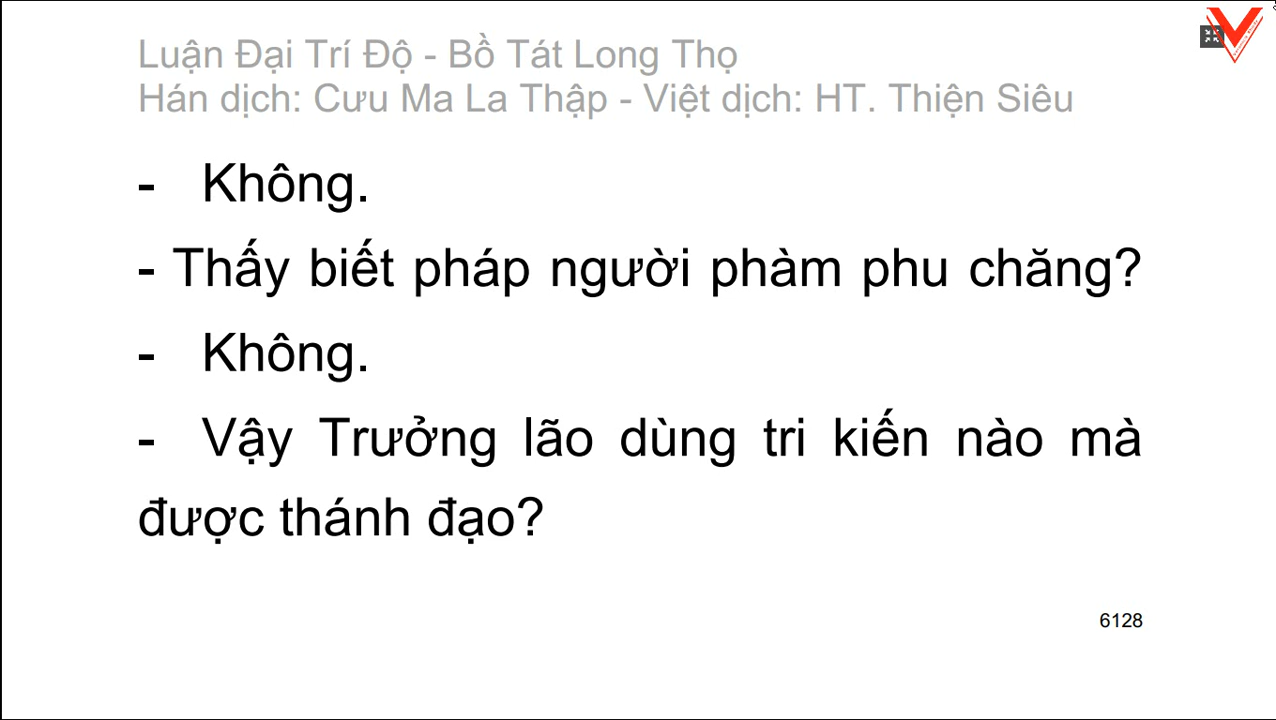 Luận Đại Trí Độ - Bồ Tát Long Thọ
Hán dịch: Cưu Ma La Thập - Việt dịch: HT. Thiện Siêu
- Không.
- Thấy biết pháp người phàm phu chăng?
- Không.
- Vậy Trưởng lão dùng tri kiến nào mà
được thánh đạo?
6128